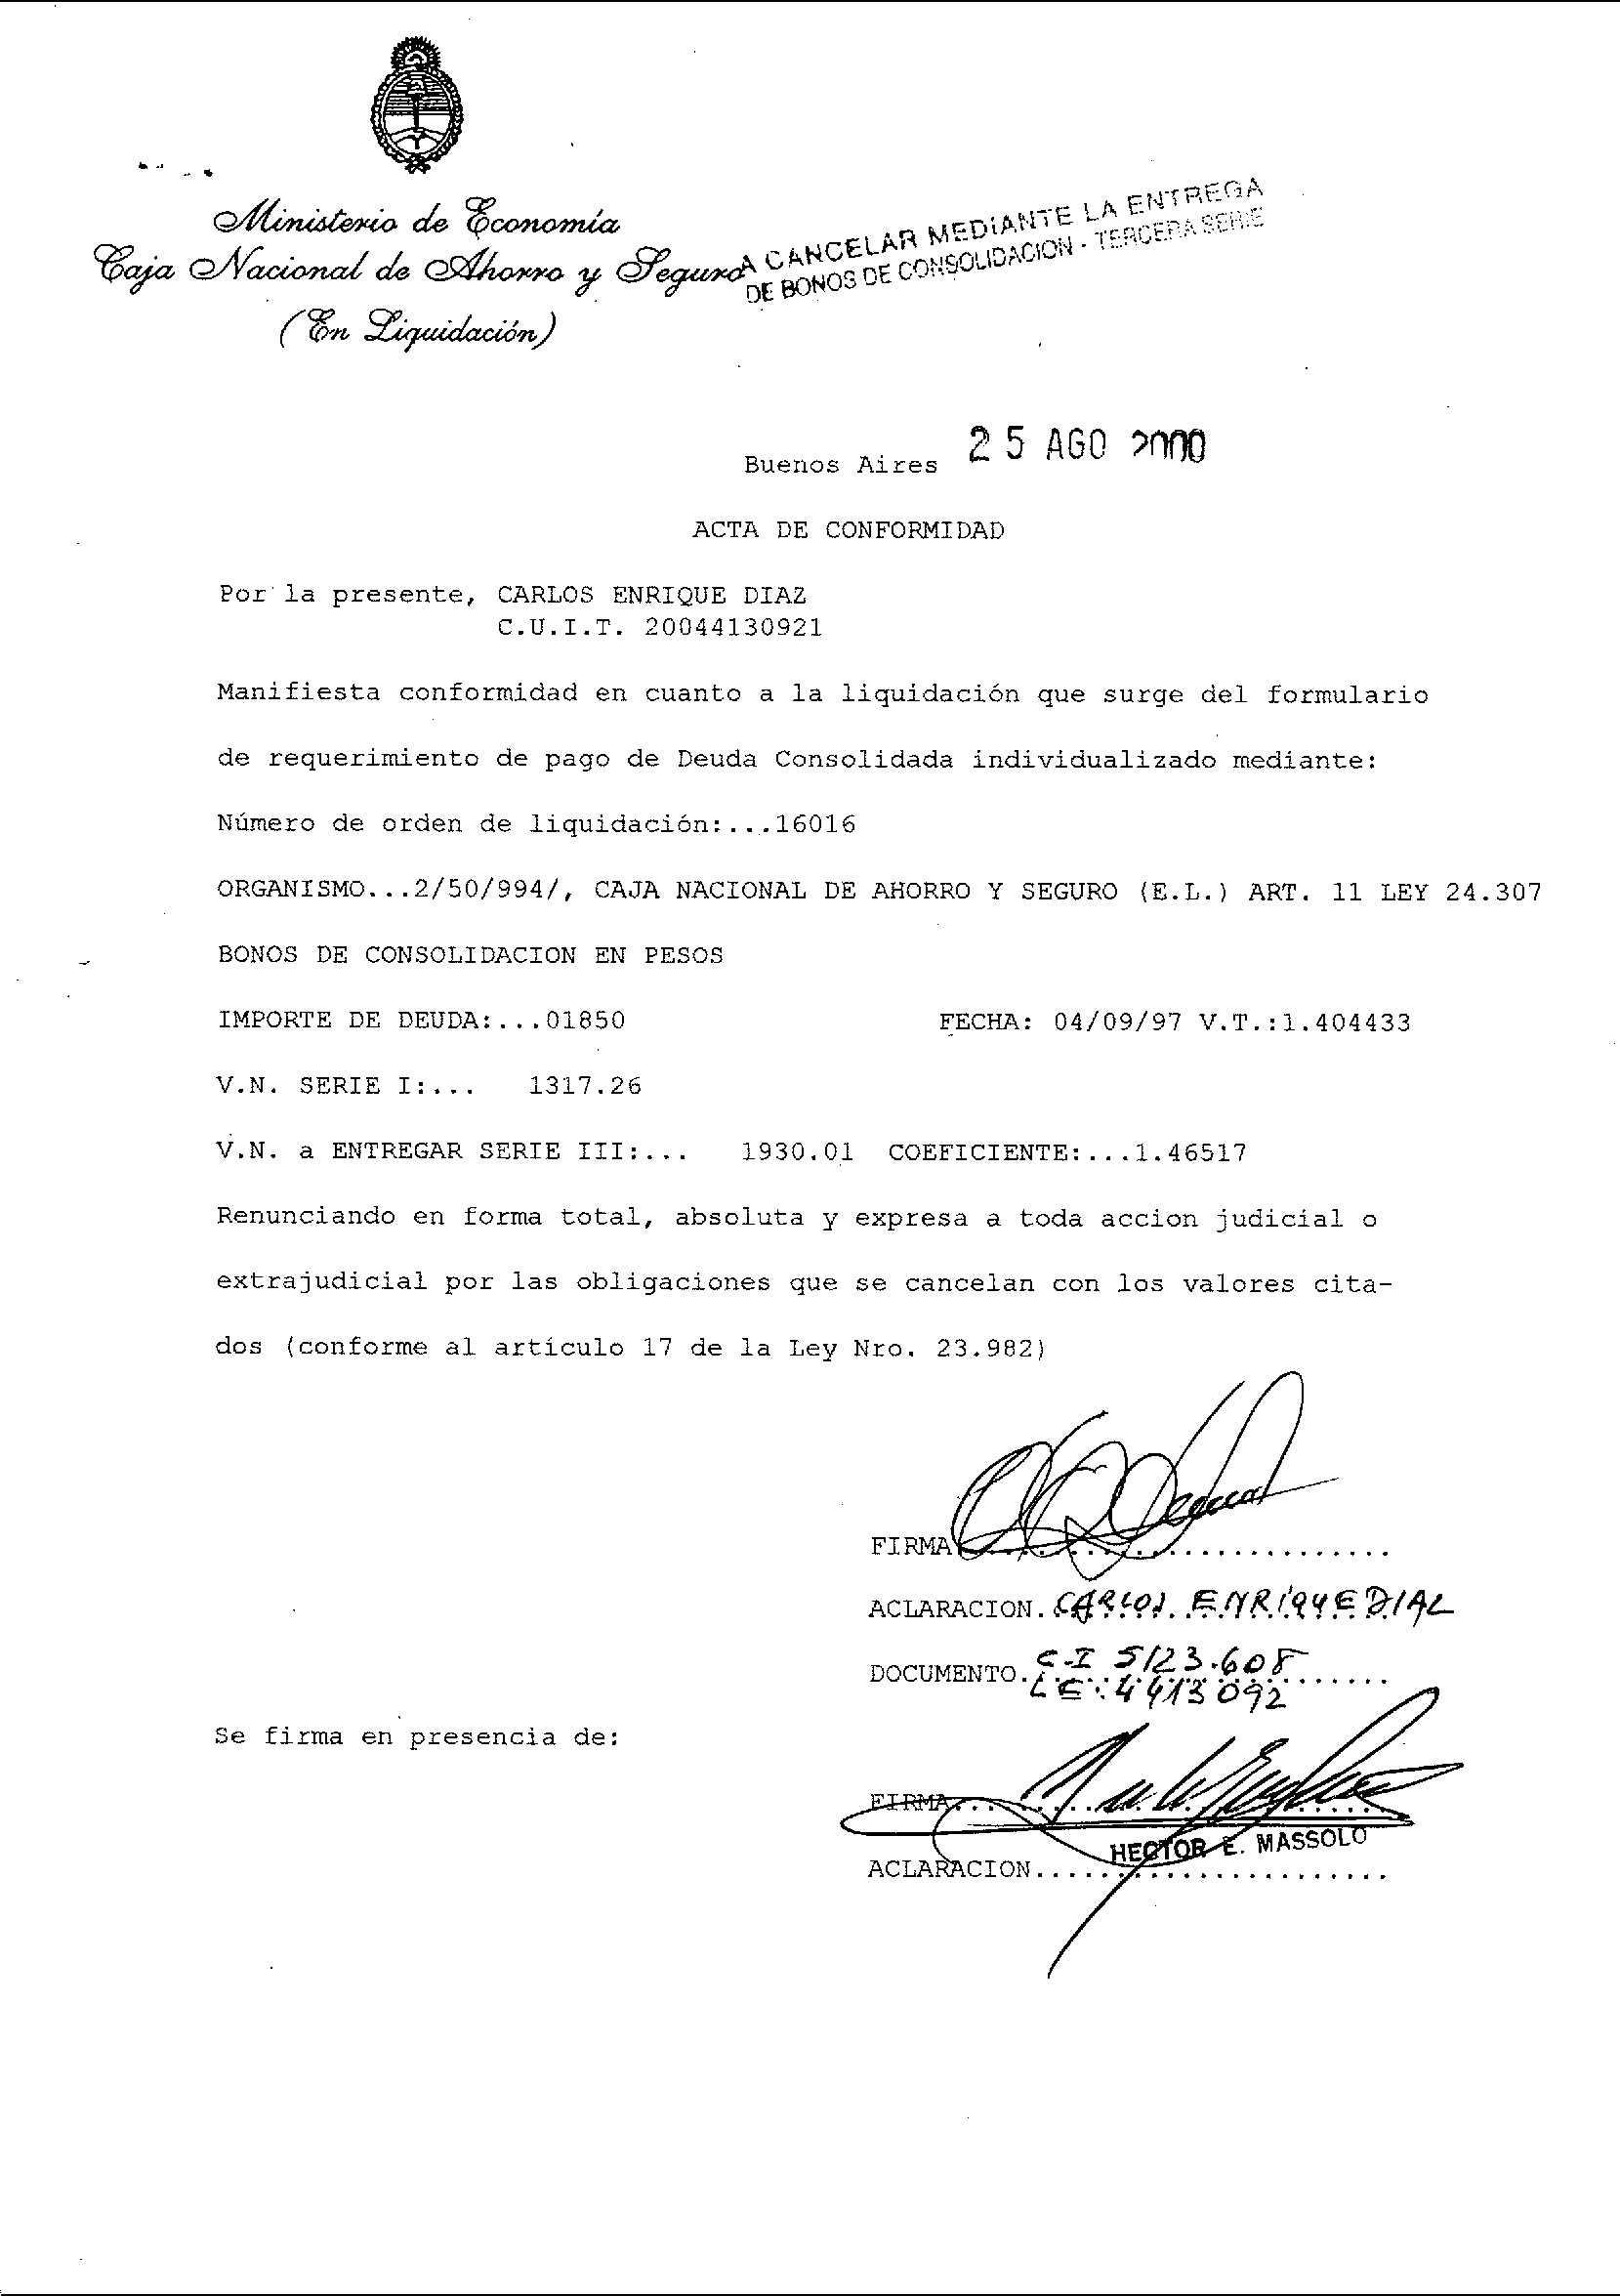 Ministerio de Economía
Caja Nacional de Ahorro y Seguro
(En Liquidación)
A CANCELAR MEDIANTE LA ENTREGA
DE BONOS DE CONSOLIDACION - TERCERA SERIE
Buenos Aires 25 AGO 2000
ACTA DE CONFORMIDAD
Por la presente, CARLOS ENRIQUE DIAZ
C.U.I.T. 20044130921
Manifiesta conformidad en cuanto a la liquidación que surge del formulario
de requerimiento de pago de Deuda Consolidada individualizado mediante:
Número de orden de liquidación:...16016
ORGANISMO...2/50/994/, CAJA NACIONAL DE AHORRO Y SEGURO (E.L.) ART. 11 LEY 24.307
BONOS DE CONSOLIDACION EN PESOS
IMPORTE DE DEUDA:...01850 FECHA: 04/09/97 V.T.:1.404433
V.N. SERIE I:... 1317.26
V.N. a ENTREGAR SERIE III:... 1930.01 COEFICIENTE:...1.46517
Renunciando en forma total, absoluta y expresa a toda accion judicial o
extrajudicial por las obligaciones que se cancelan con los valores cita-
dos (conforme al artículo 17 de la Ley Nro. 23.982)
FIRMA...........................
ACLARACION. CARLOS ENRIQUE DIAZ
DOCUMENTO. C.I 5123.608
LE: 4413092
Se firma en presencia de:
FIRMA...........................
HECTOR E. MASSOLO
ACLARACION......................